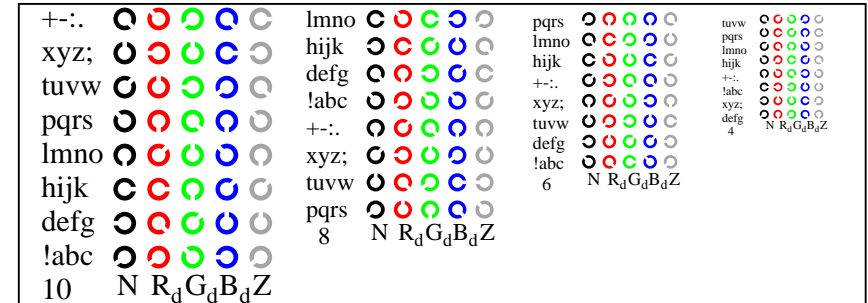 +-:.
xyz;
tuvw
pqrs
lmno
hijk
defg
!abc
10 N RdGdBdZ
lmno
hijk
defg
!abc
+-:.
xyz;
tuvw
pqrs
8 N RdGdBdZ
pqrs
lmno
hijk
+-:.
xyz;
tuvw
defg
!abc
6 N RdGdBdZ
tuvw
pqrs
lmno
hijk
+-:.
!abc
xyz;
defg
4 N RdGdBdZ